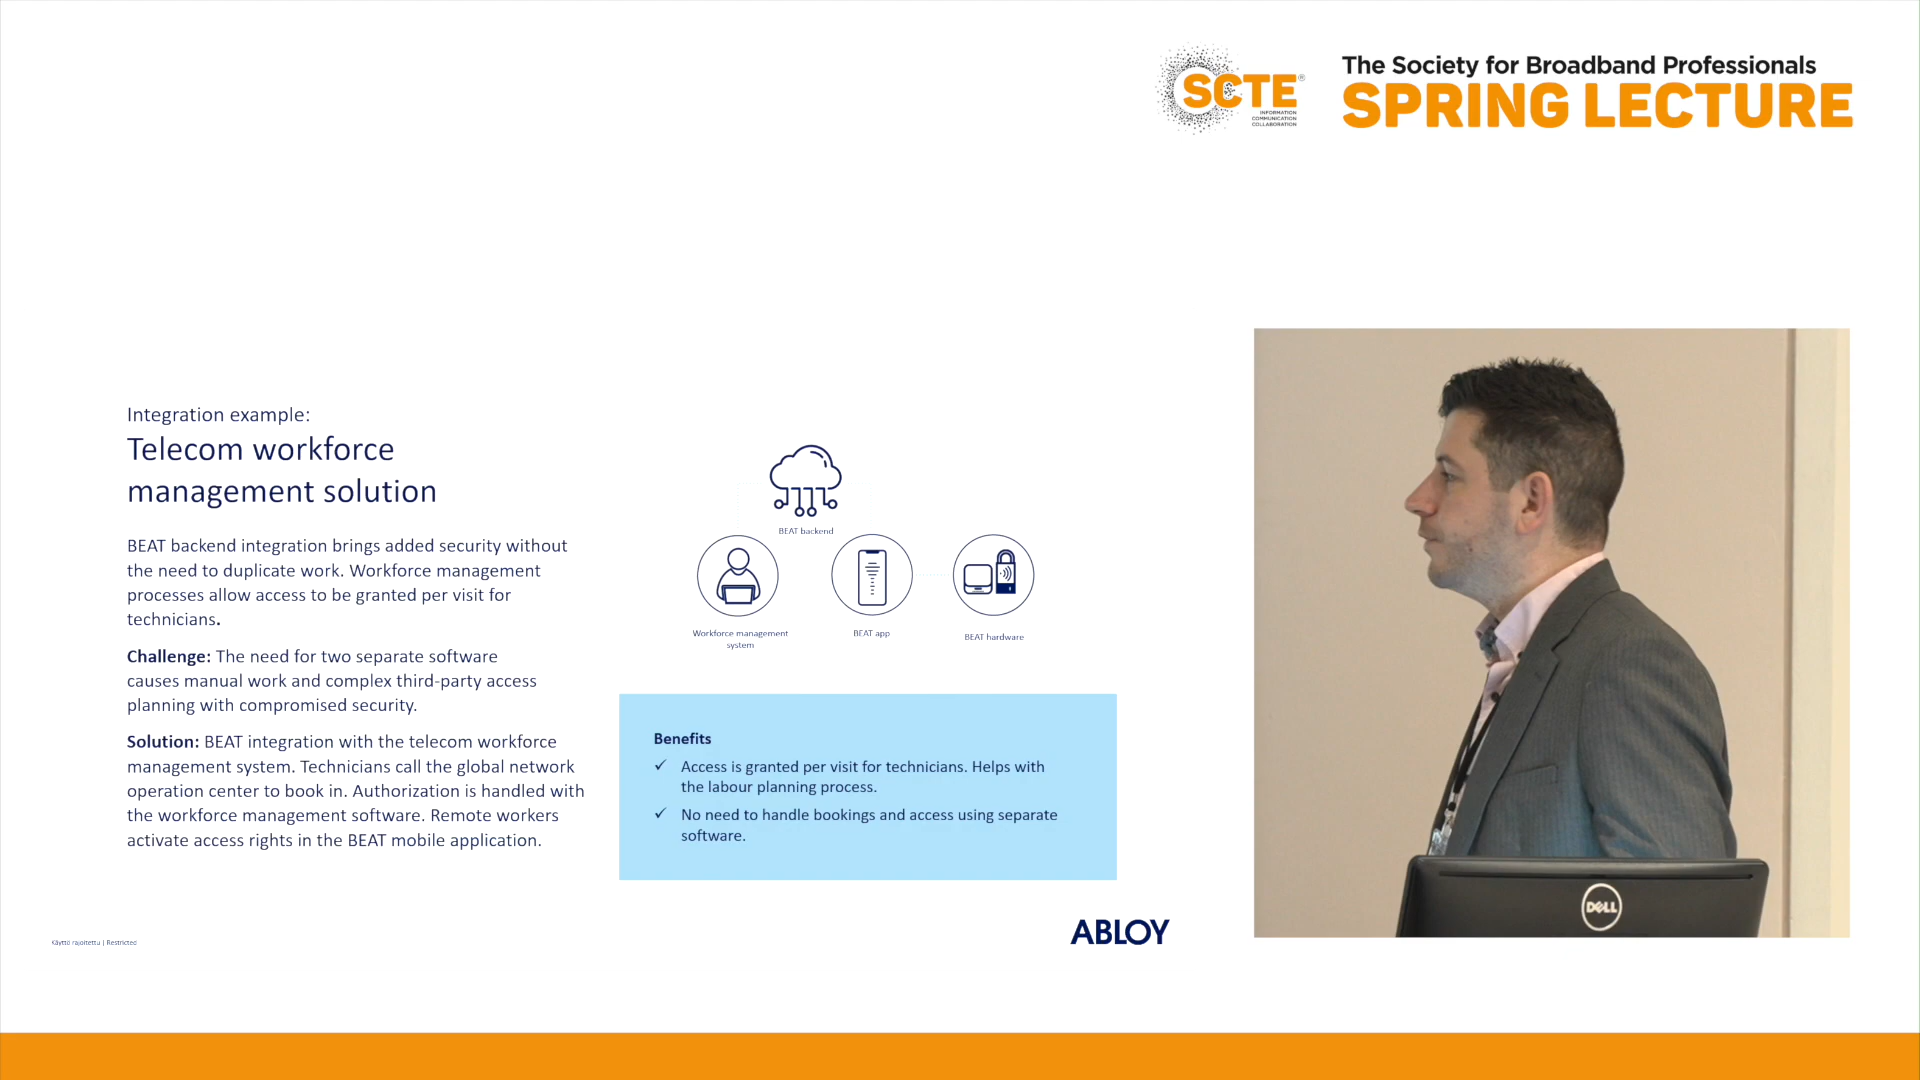 SCTE®
INFORMATION
COMMUNICATION
COLLABORATION
The Society for Broadband Professionals
SPRING LECTURE
Integration example:
Telecom workforce
management solution
BEAT backend integration brings added security without
the need to duplicate work. Workforce management
processes allow access to be granted per visit for
technicians.
Challenge: The need for two separate software
causes manual work and complex third-party access
planning with compromised security.
Solution: BEAT integration with the telecom workforce
management system. Technicians call the global network
operation center to book in. Authorization is handled with
the workforce management software. Remote workers
activate access rights in the BEAT mobile application.
BEAT backend
Workforce management
system
BEAT app
BEAT hardware
Benefits
✓ Access is granted per visit for technicians. Helps with
the labour planning process.
✓ No need to handle bookings and access using separate
software.
Käyttö rajoitettu | Restricted
ABLOY
DELL